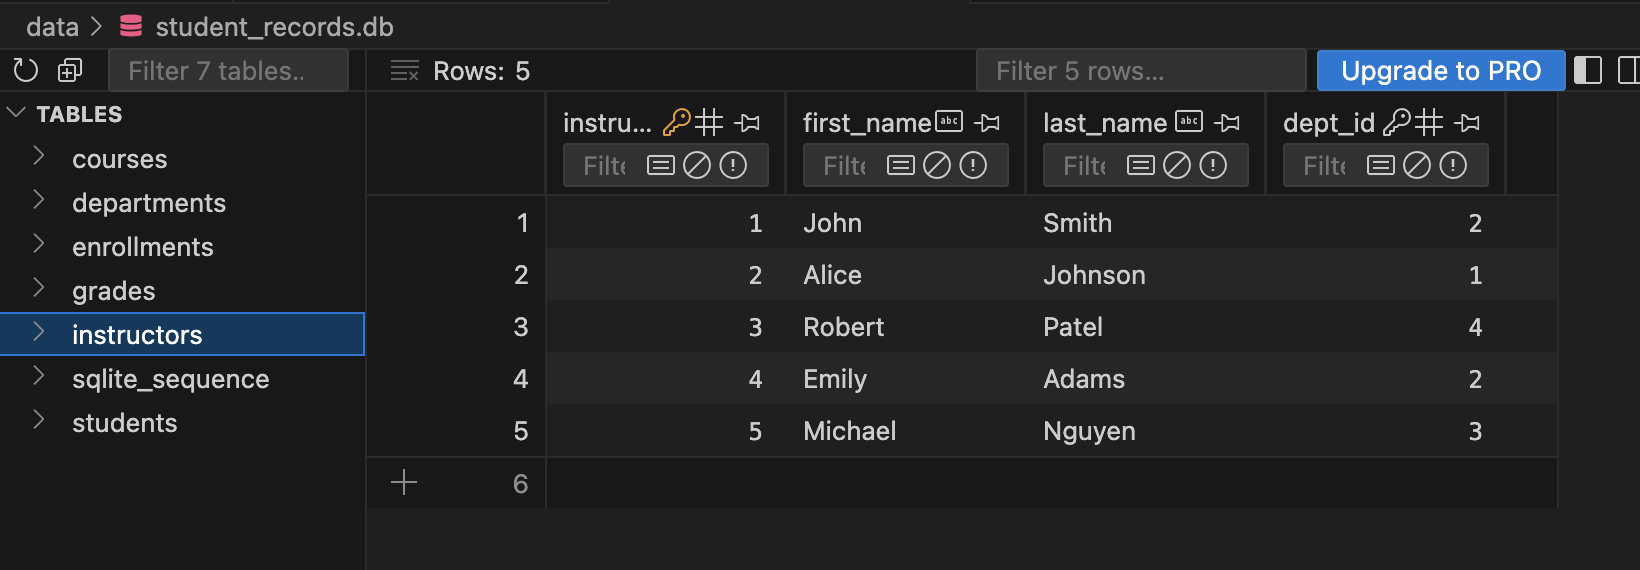 data > student_records.db
Filter 7 tables..
Rows: 5
Filter 5 rows...
Upgrade to PRO
TABLES
courses
departments
enrollments
grades
instructors
sqlite_sequence
students
instru... first_name abc last_name abc dept_id
Filte Filte Filte Filte
1 1 John Smith 2
2 2 Alice Johnson 1
3 3 Robert Patel 4
4 4 Emily Adams 2
5 5 Michael Nguyen 3
6